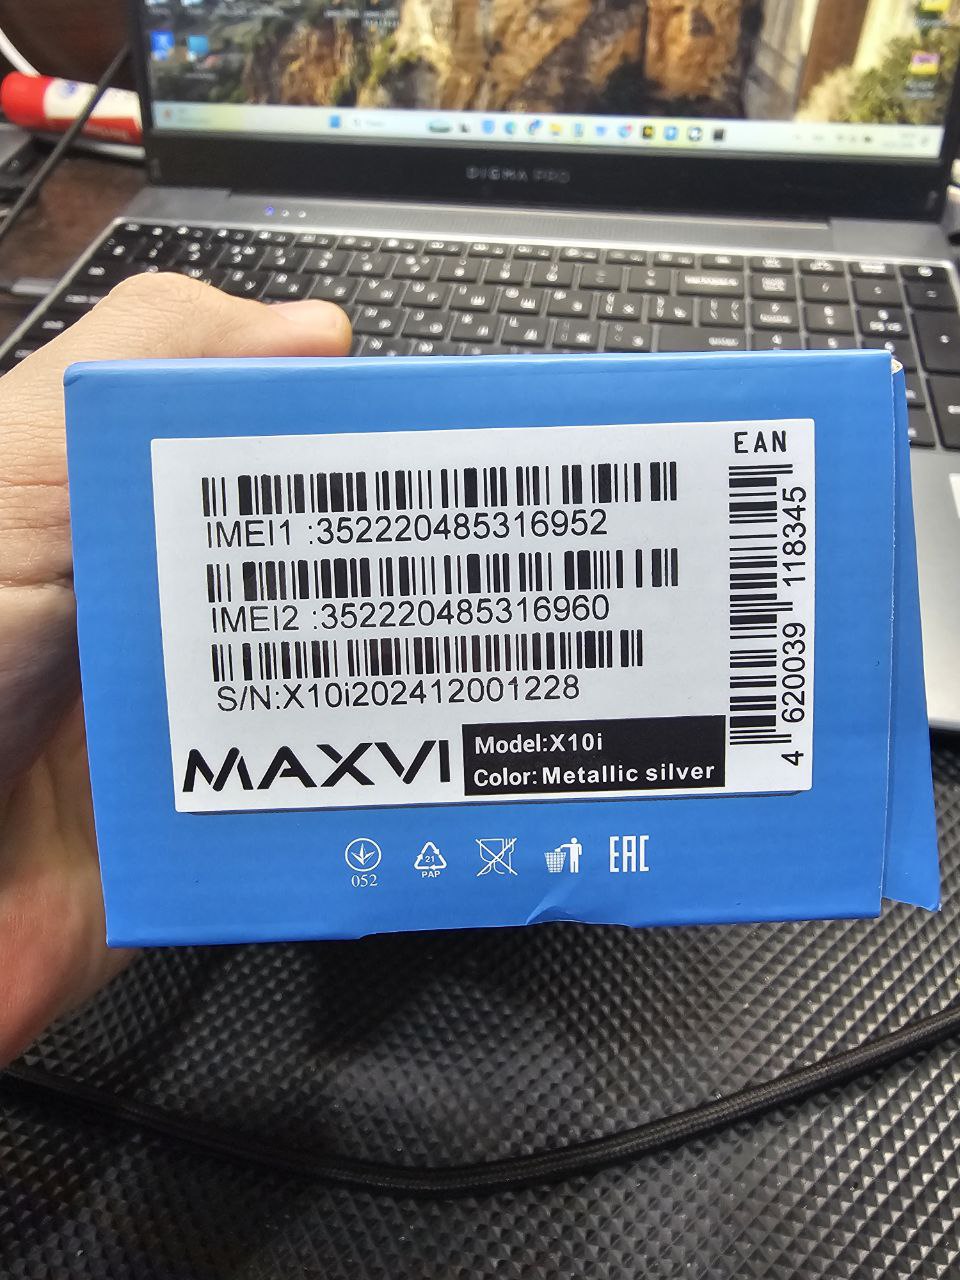 DIGMA PRO
EAN
IMEI1 :352220485316952
IMEI2 :352220485316960
S/N:X10i202412001228
4 620039 118345
MAXVI
Model:X10i
Color:Metallic silver
052
21
PAP
EAC